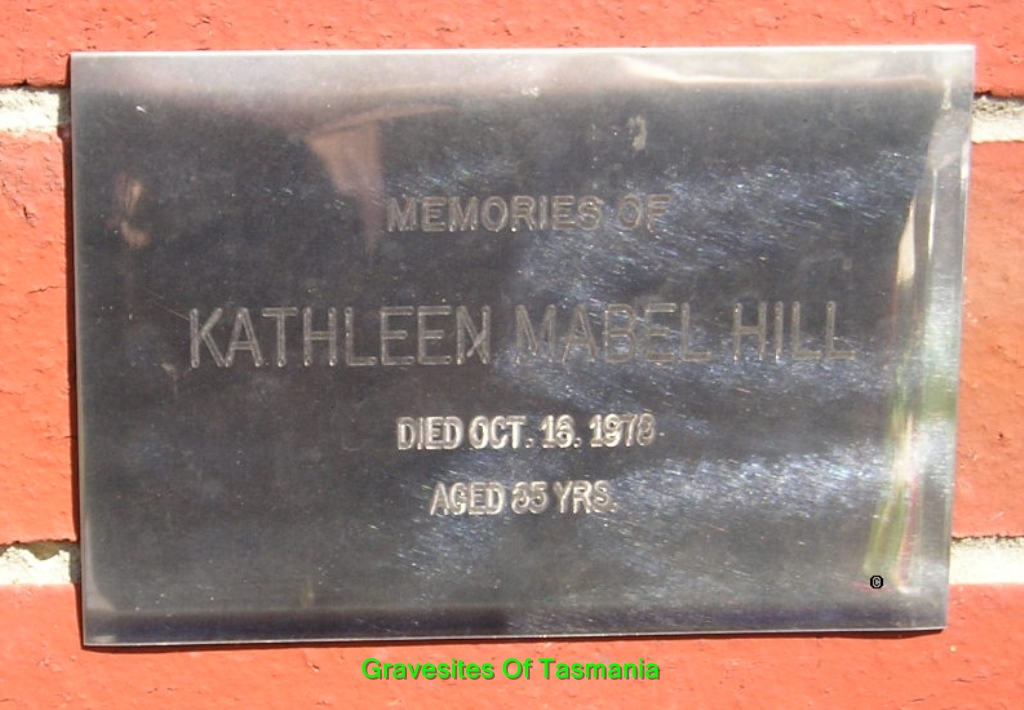 MEMORIES OF
KATHLEEN MABEL HILL
DIED OCT. 16. 1978
AGED 85 YRS.
©
Gravesites Of Tasmania